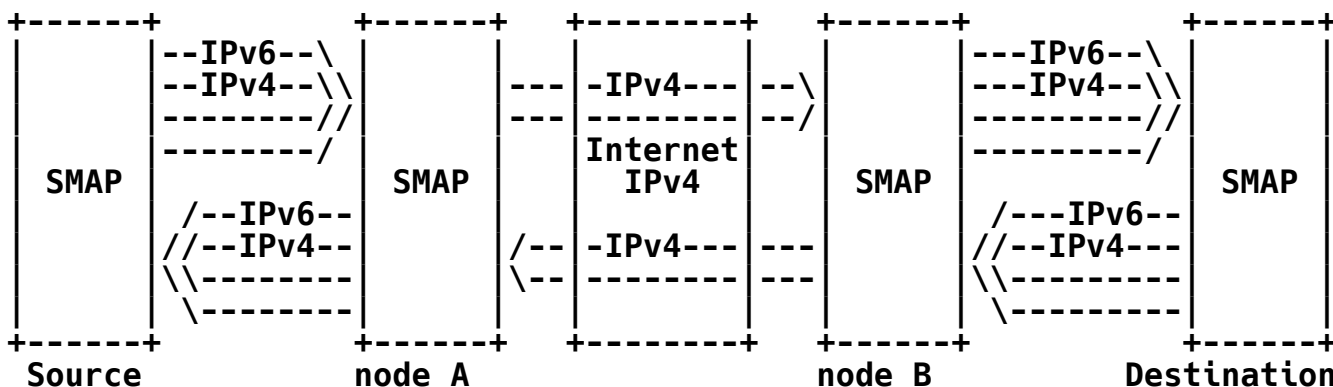 +------+ +------+ +--------+ +------+ +------+
| |--IPv6--\ | | | | | |---IPv6--\ | |
| |--IPv4--\\| |---|-IPv4---|--\| |---IPv4--\\| |
| |--------//| |---|--------|--/| |---------//| |
| |--------/ | | |Internet| | |---------/ | |
| SMAP | | SMAP | | IPv4 | | SMAP | | SMAP |
| | /--IPv6--| | | | | | /---IPv6--| |
| |//--IPv4--| |/--|-IPv4---|---| |//--IPv4---| |
| |\\--------| |\--|--------|---| |\\---------| |
| | \--------| | | | | | \---------| |
+------+ +------+ +--------+ +------+ +------+
Source node A node B Destination